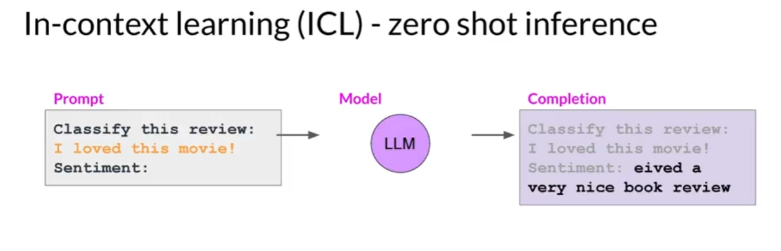 In-context learning (ICL) - zero shot inference
Prompt
Classify this review:
I loved this movie!
Sentiment:
Model
LLM
Completion
Classify this review:
I loved this movie!
Sentiment: eived a
very nice book review